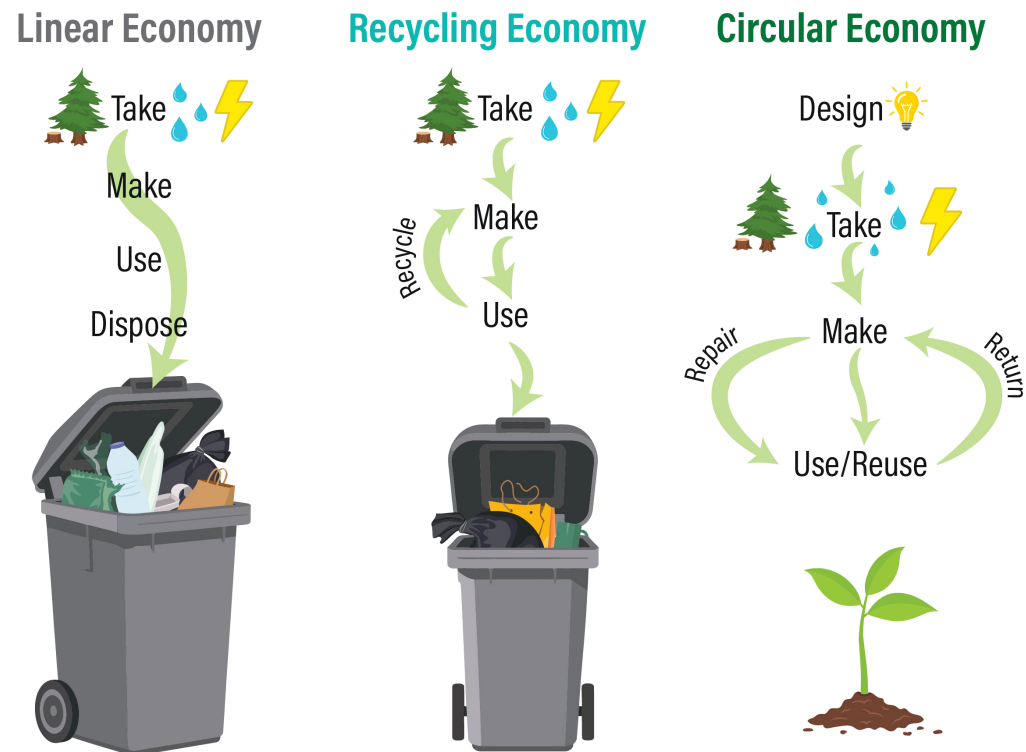 Linear Economy
Take
Make
Use
Dispose
Recycling Economy
Take
Make
Recycle
Use
Circular Economy
Design
Take
Make
Repair
Return
Use/Reuse